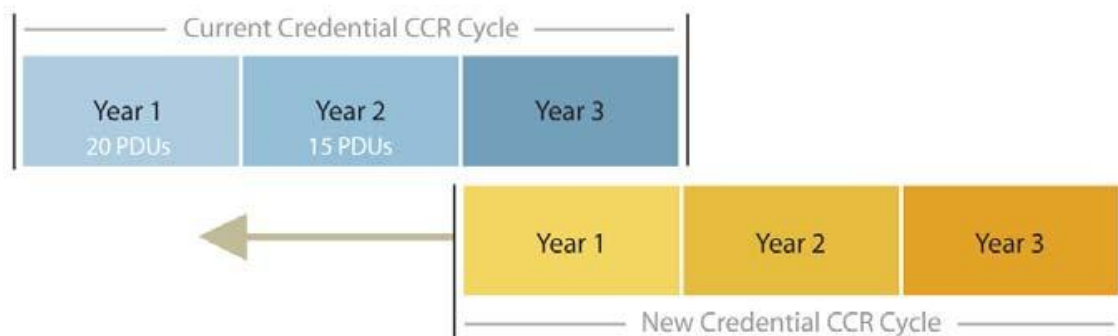 Current Credential CCR Cycle
Year 1
20 PDUs
Year 2
15 PDUs
Year 3
Year 1
Year 2
Year 3
New Credential CCR Cycle